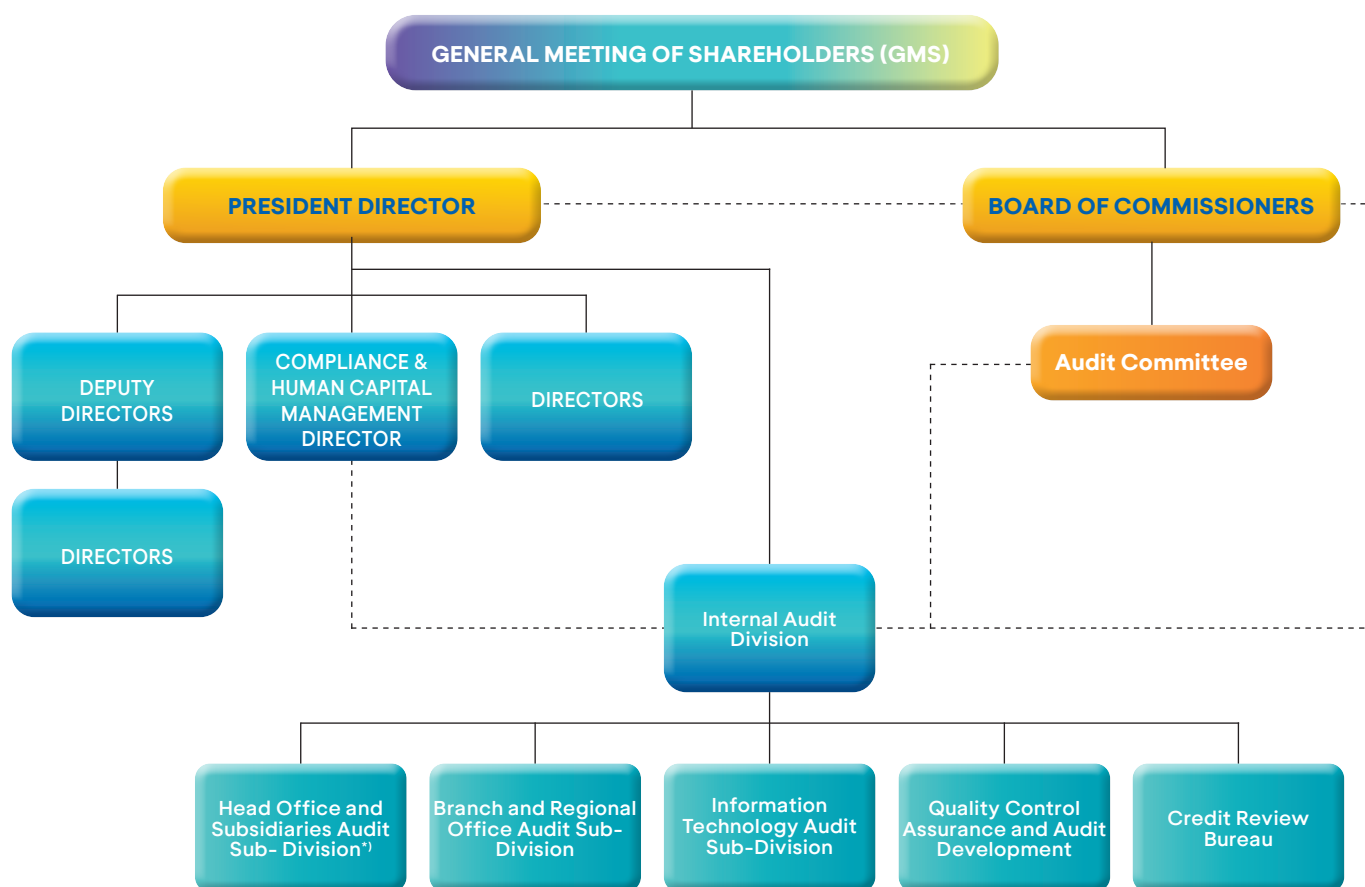 GENERAL MEETING OF SHAREHOLDERS (GMS)
PRESIDENT DIRECTOR
BOARD OF COMMISSIONERS
DEPUTY
DIRECTORS
COMPLIANCE &
HUMAN CAPITAL
MANAGEMENT
DIRECTOR
DIRECTORS
Audit Committee
DIRECTORS
Internal Audit
Division
Head Office and
Subsidiaries Audit
Sub- Division*)
Branch and Regional
Office Audit Sub-
Division
Information
Technology Audit
Sub-Division
Quality Control
Assurance and Audit
Development
Credit Review
Bureau